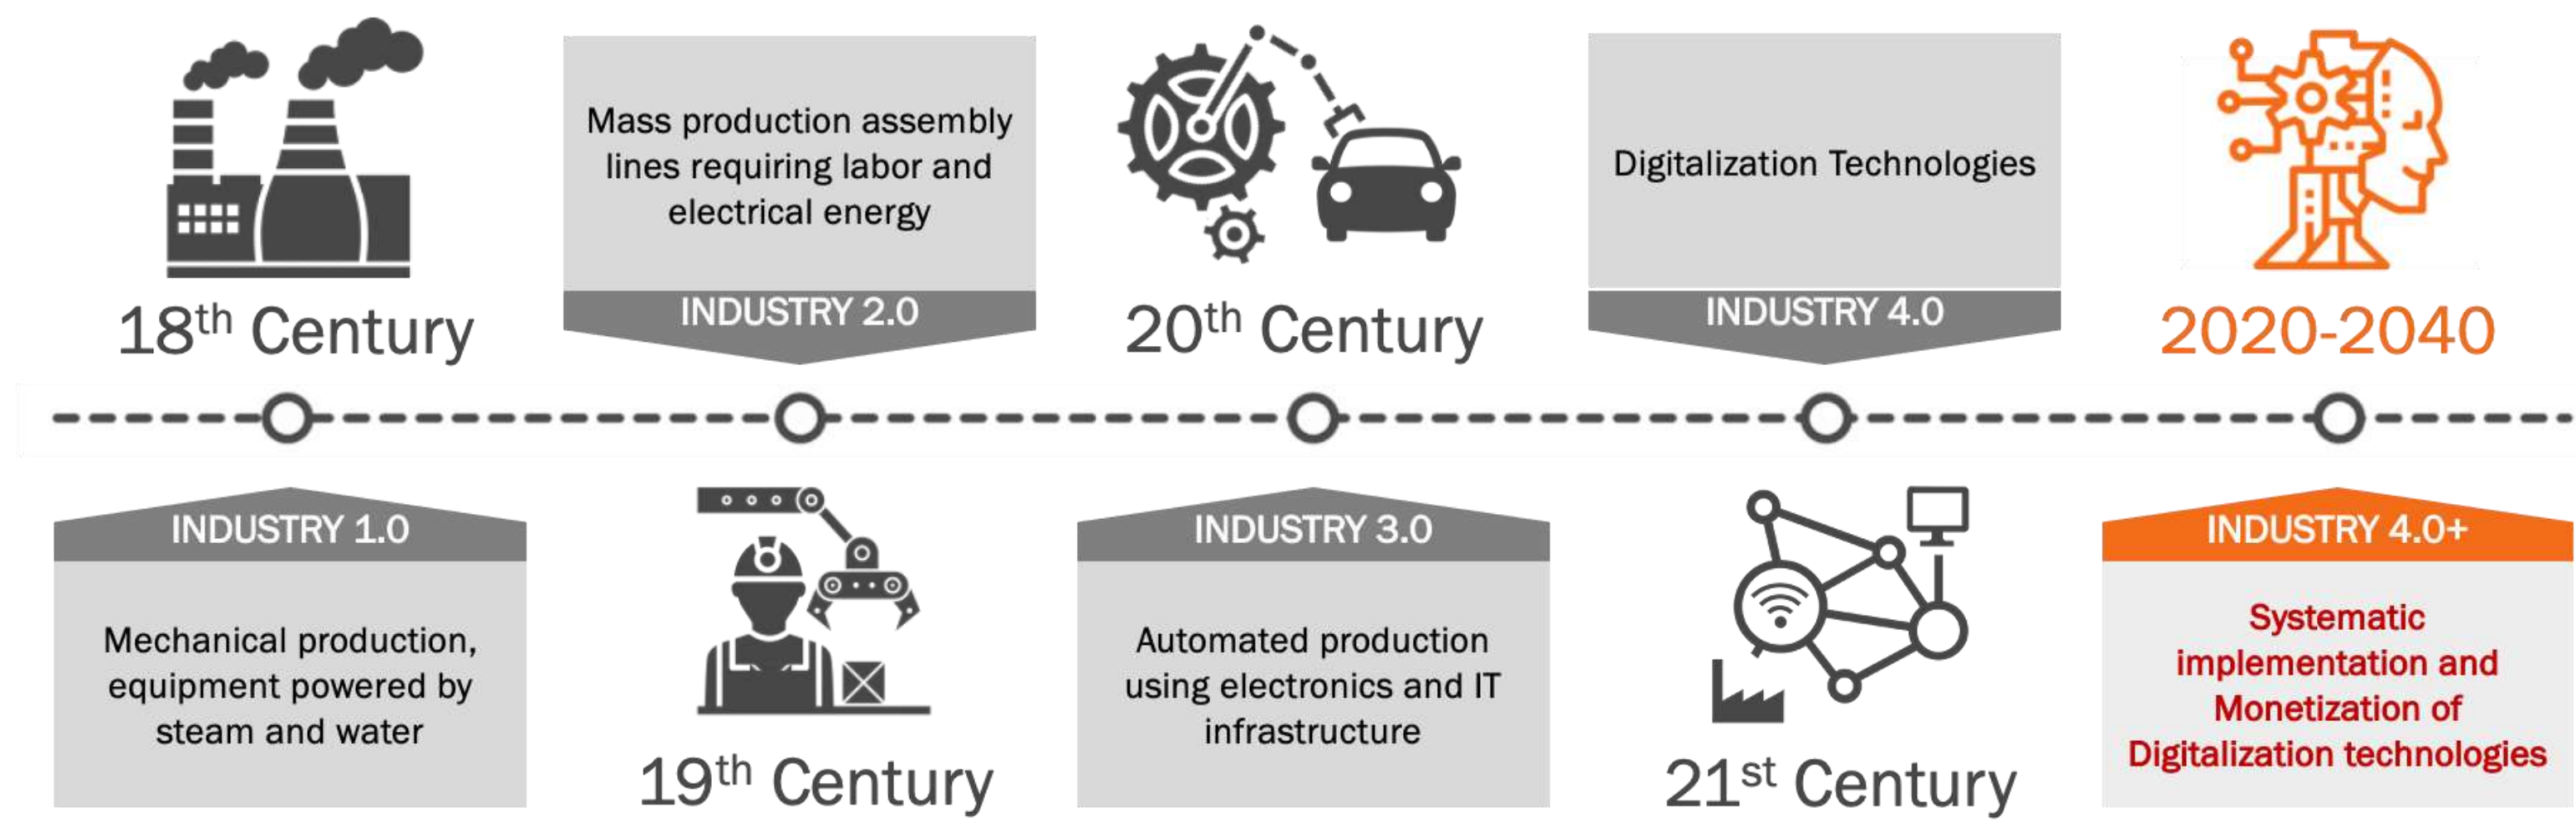 18th Century
INDUSTRY 1.0
Mechanical production,
equipment powered by
steam and water
Mass production assembly
lines requiring labor and
electrical energy
INDUSTRY 2.0
19th Century
20th Century
INDUSTRY 3.0
Automated production
using electronics and IT
infrastructure
Digitalization Technologies
INDUSTRY 4.0
21st Century
2020-2040
INDUSTRY 4.0+
Systematic
implementation and
Monetization of
Digitalization technologies